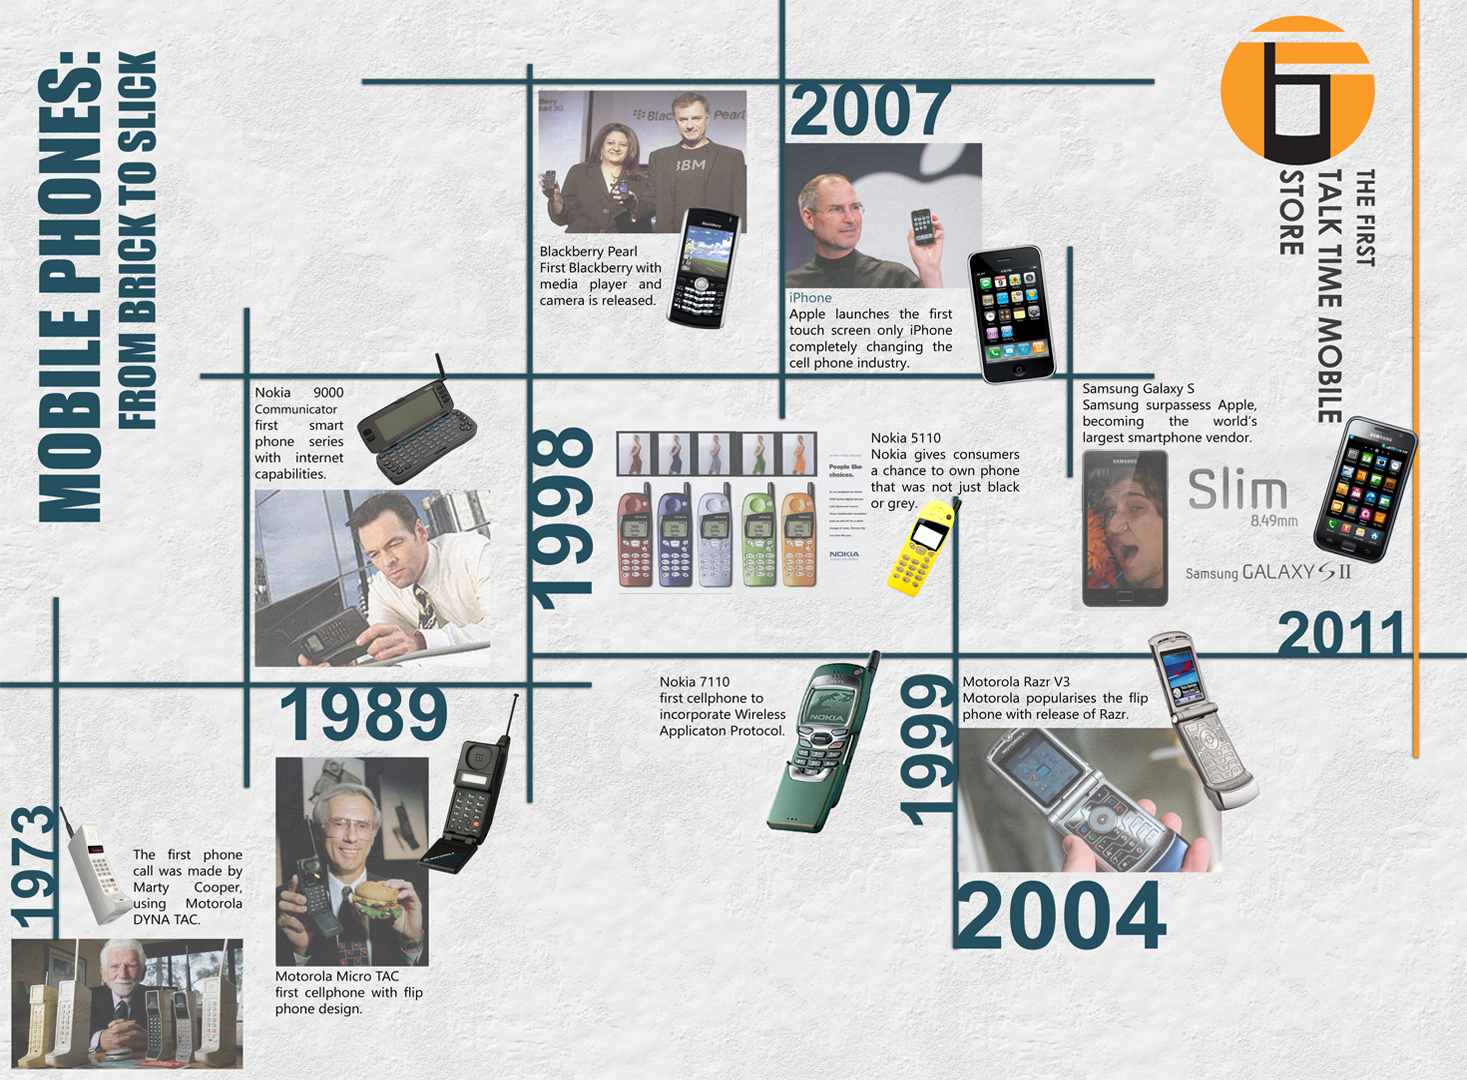 MOBILE PHONES:
FROM BRICK TO SLICK
THE FIRST
TALK TIME MOBILE
STORE
1973
The first phone
call was made by
Marty Cooper,
using Motorola
DYNA TAC.
1989
Motorola Micro TAC
first cellphone with flip
phone design.
Nokia 9000
Communicator
first smart
phone series
with internet
capabilities.
1998
People like
choices.
NOKIA
Nokia 5110
Nokia gives consumers
a chance to own phone
that was not just black
or grey.
1999
Nokia 7110
first cellphone to
incorporate Wireless
Applicaton Protocol.
NOKIA
2004
Motorola Razr V3
Motorola popularises the flip
phone with release of Razr.
Blackberry Pearl
First Blackberry with
media player and
camera is released.
BlackBerry
Pearl
BBM
2007
iPhone
Apple launches the first
touch screen only iPhone
completely changing the
cell phone industry.
2011
Samsung Galaxy S
Samsung surpassess Apple,
becoming the world's
largest smartphone vendor.
SAMSUNG
Slim
8.49mm
Samsung GALAXY S II
SAMSUNG